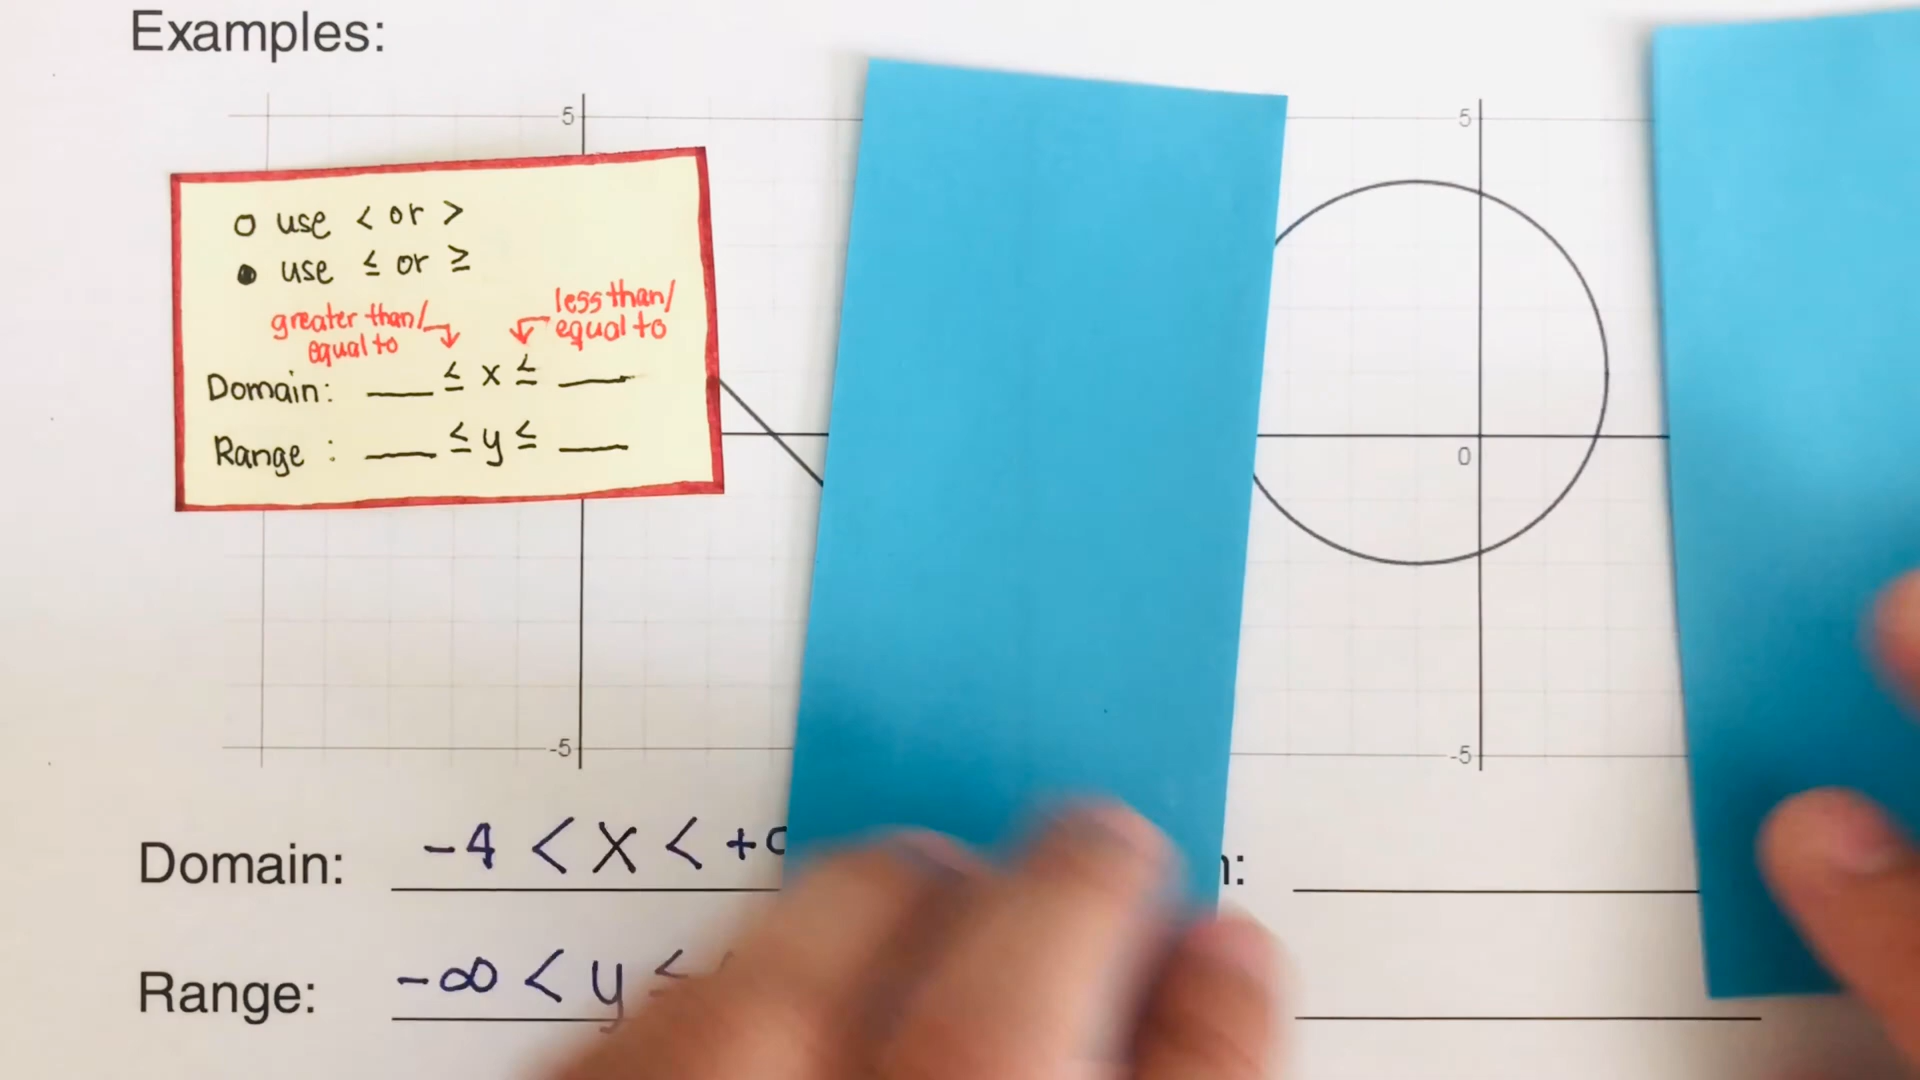 Examples:
5
5
O use < or >
● use ≤ or ≥
greater than/
equal to
less than/
equal to
Domain: ___ ≤ x ≤ ___
Range : ___ ≤ y ≤ ___
0
-5
-5
Domain: -4 < x < +
Range: -∞ < y ≤